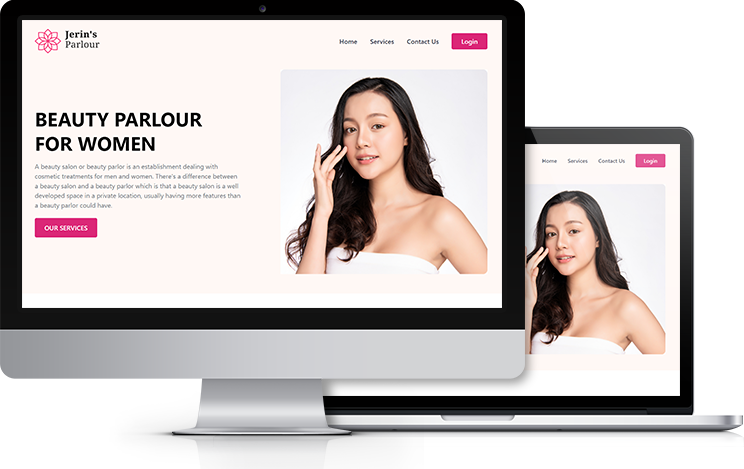 Jerin's
Parlour
Home Services Contact Us Login
BEAUTY PARLOUR
FOR WOMEN
A beauty salon or beauty parlor is an establishment dealing with
cosmetic treatments for men and women. There's a difference between
a beauty salon and a beauty parlor which is that a beauty salon is a well
developed space in a private location, usually having more features than
a beauty parlor could have.
OUR SERVICES
Home Services Contact Us Login